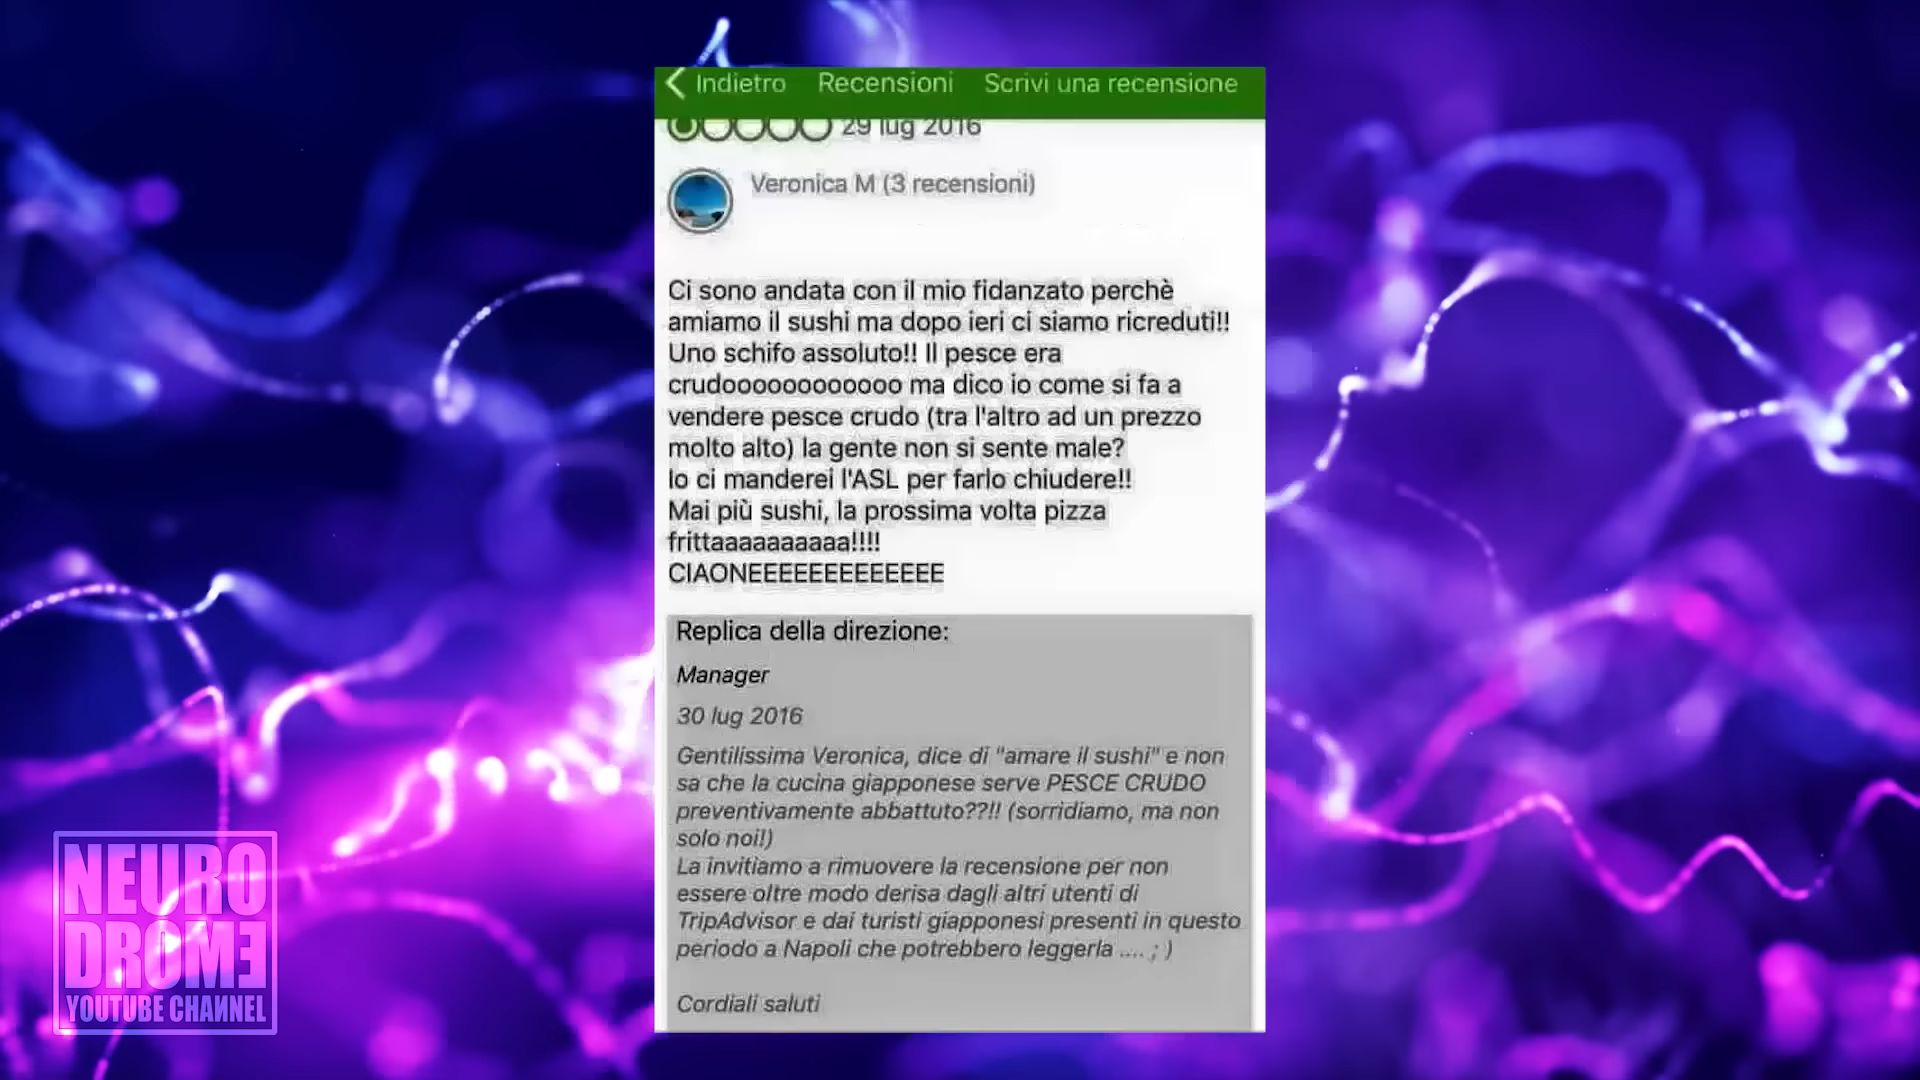 Indietro Recensioni Scrivi una recensione
29 lug 2016
Veronica M (3 recensioni)
Ci sono andata con il mio fidanzato perchè
amiamo il sushi ma dopo ieri ci siamo ricreduti!!
Uno schifo assoluto!! Il pesce era
crudoooooooooooo ma dico io come si fa a
vendere pesce crudo (tra l'altro ad un prezzo
molto alto) la gente non si sente male?
Io ci manderei l'ASL per farlo chiudere!!
Mai più sushi, la prossima volta pizza
frittaaaaaaaaaa!!!!
CIAONEEEEEEEEEEEEE
Replica della direzione:
Manager
30 lug 2016
Gentilissima Veronica, dice di "amare il sushi" e non
sa che la cucina giapponese serve PESCE CRUDO
preventivamente abbattuto??!! (sorridiamo, ma non
solo noi!)
La invitiamo a rimuovere la recensione per non
essere oltre modo derisa dagli altri utenti di
TripAdvisor e dai turisti giapponesi presenti in questo
periodo a Napoli che potrebbero leggerla .... ; )
Cordiali saluti
NEURO
DROME
YOUTUBE CHANNEL